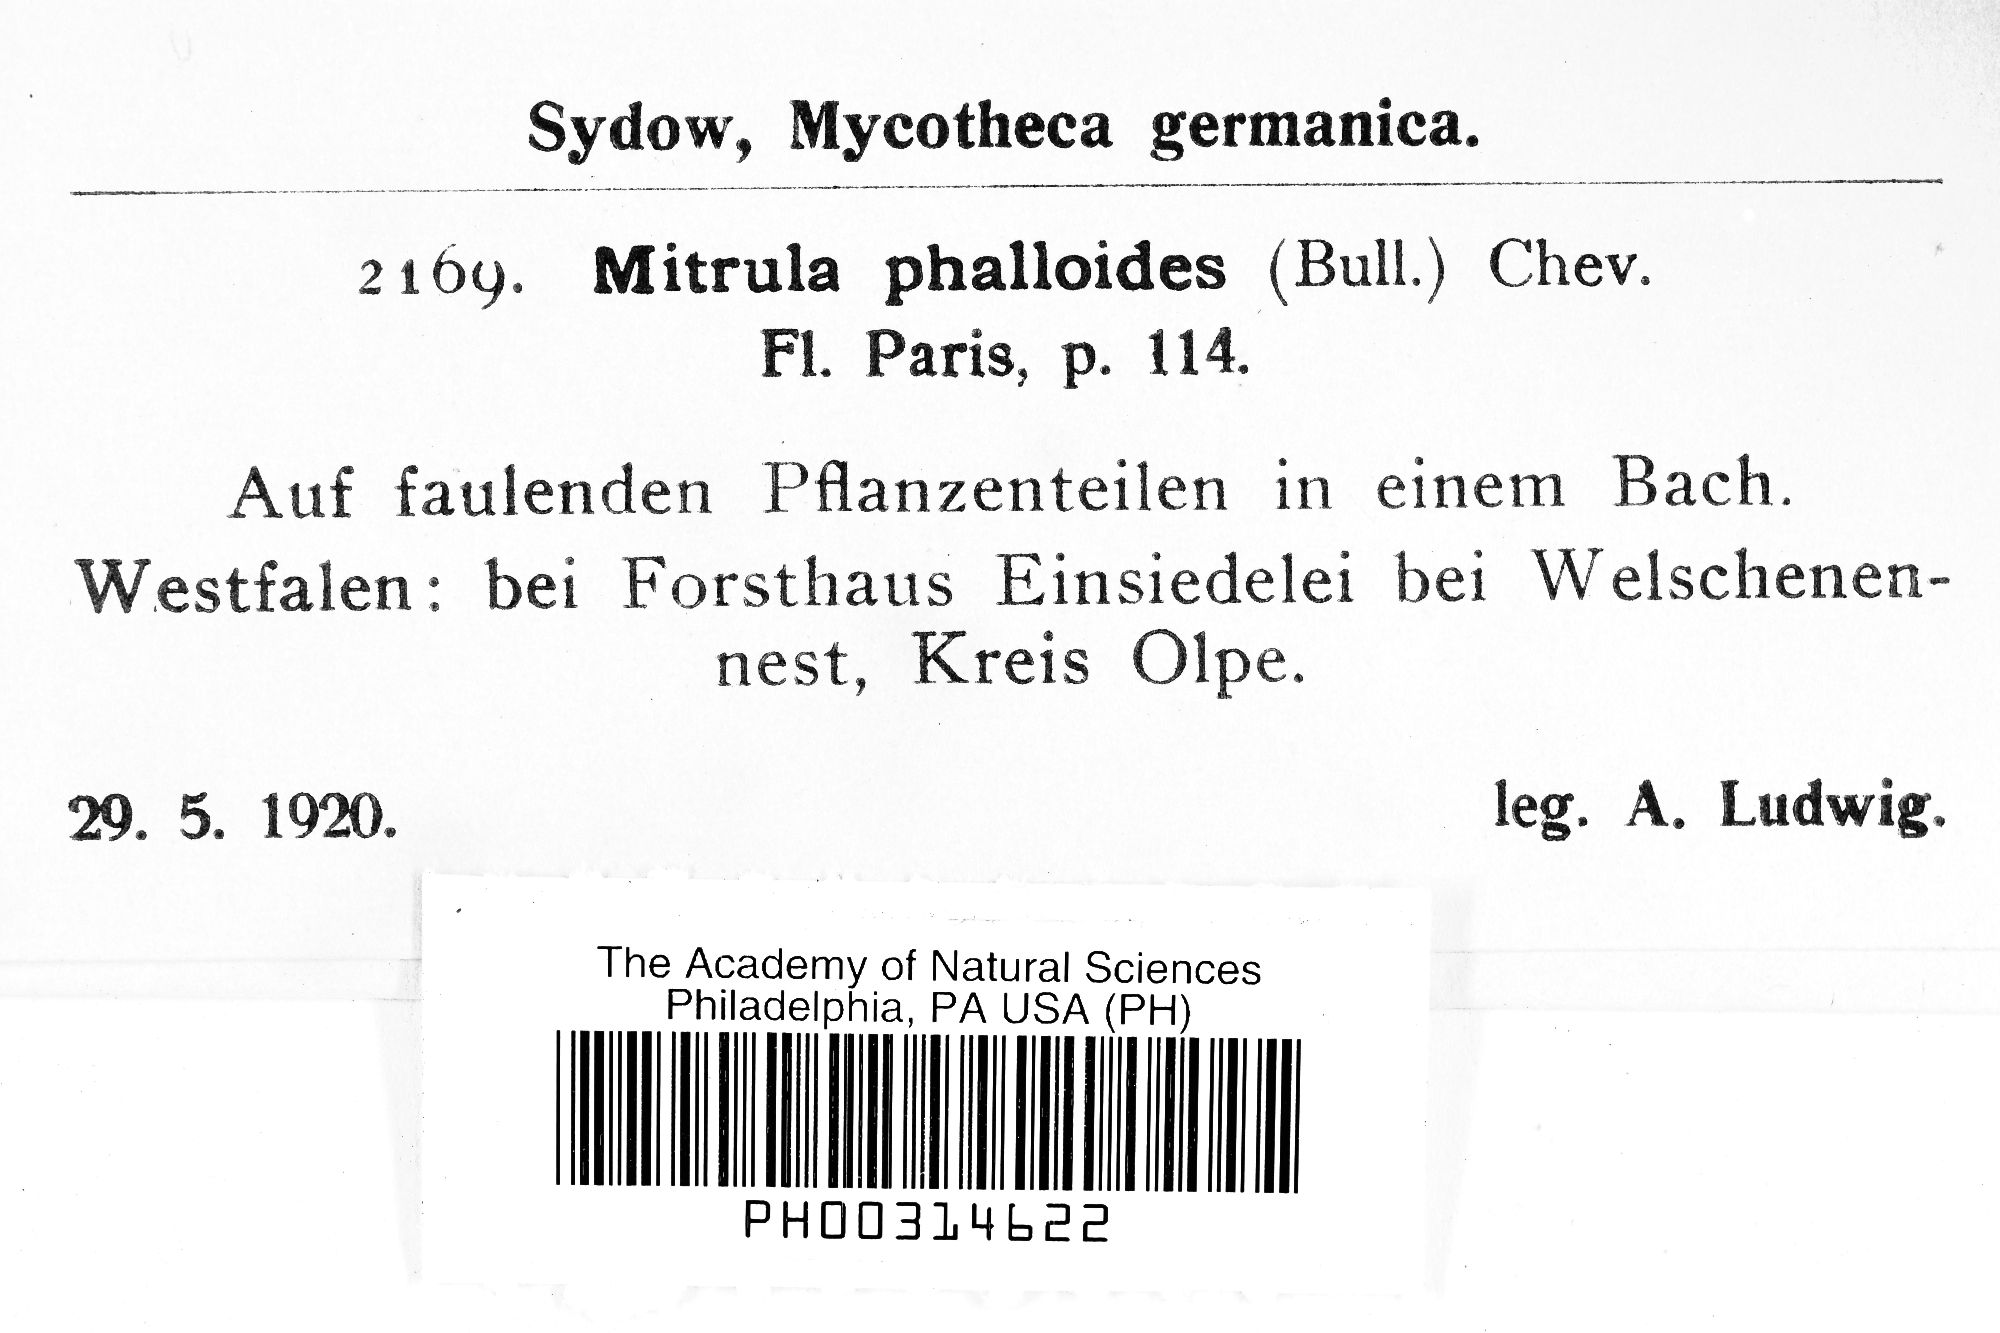 Sydow, Mycotheca germanica.
2169. Mitrula phalloides (Bull.) Chev.
Fl. Paris, p. 114.
Auf faulenden Pflanzenteilen in einem Bach.
Westfalen: bei Forsthaus Einsiedelei bei Welschenen-
nest, Kreis Olpe.
29. 5. 1920. leg. A. Ludwig.
The Academy of Natural Sciences
Philadelphia, PA USA (PH)
PH00314622